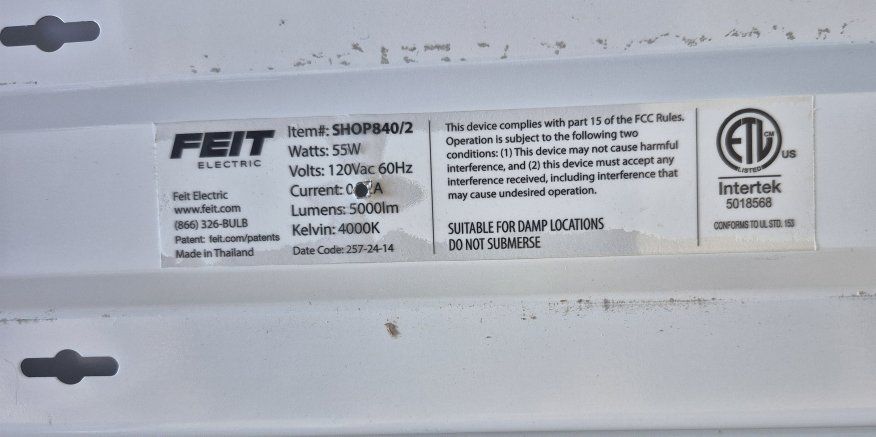 FEIT
ELECTRIC
Feit Electric
www.feit.com
(866) 326-BULB
Patent: feit.com/patents
Made in Thailand
Item#: SHOP840/2
Watts: 55W
Volts: 120Vac 60Hz
Current:
Lumens: 5000lm
Kelvin: 4000K
Date Code: 257-24-14
This device complies with part 15 of the FCC Rules.
Operation is subject to the following two
conditions: (1) This device may not cause harmful
interference, and (2) this device must accept any
interference received, including interference that
may cause undesired operation.
SUITABLE FOR DAMP LOCATIONS
DO NOT SUBMERSE
ETL
CM
LISTED
US
Intertek
5018568
CONFORMS TO UL STD. 153